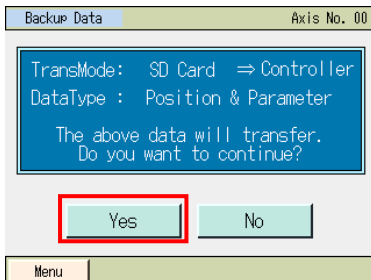 Backup Data Axis No. 00
TransMode: SD Card ⇒Controller
DataType : Position & Parameter
The above data will transfer.
Do you want to continue?
Yes No
Menu